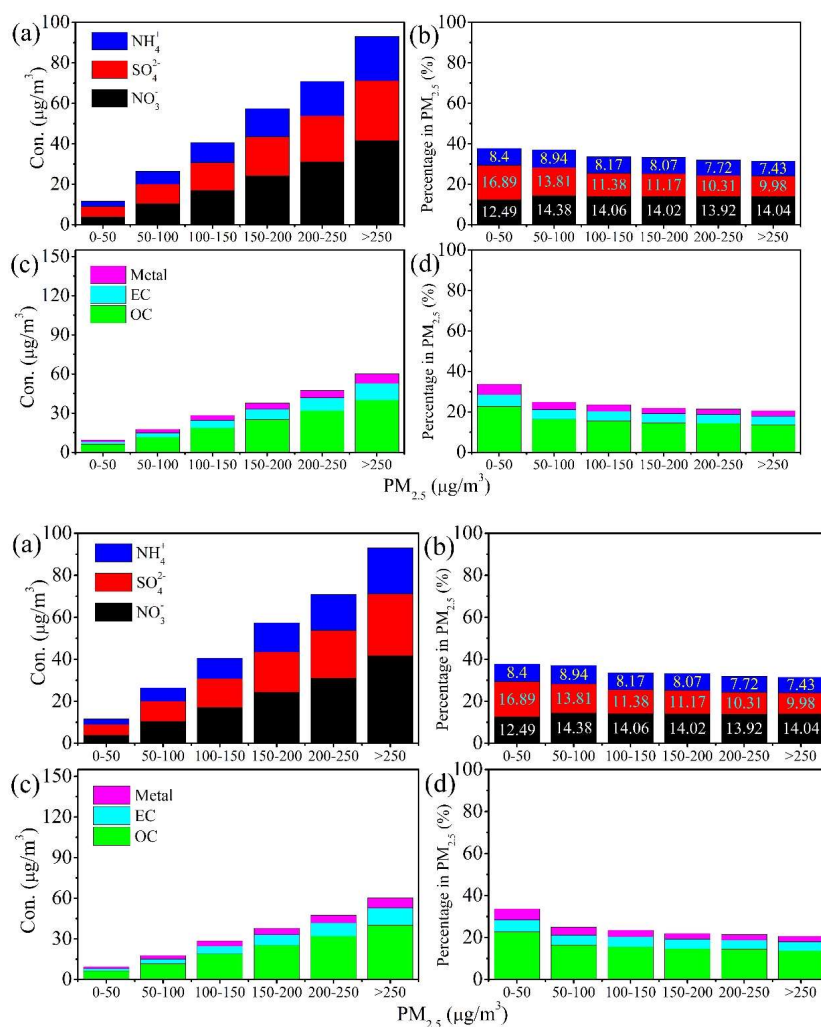 (a)
100
80
60
40
20
0
Con. (μg/m³)
NH₄⁺
SO₄²⁻
NO₃⁻
0-50 50-100 100-150 150-200 200-250 >250
(b)
100
80
60
40
20
0
Percentage in PM₂.₅ (%)
8.4 8.94 8.17 8.07 7.72 7.43
16.89 13.81 11.38 11.17 10.31 9.98
12.49 14.38 14.06 14.02 13.92 14.04
0-50 50-100 100-150 150-200 200-250 >250
(c)
150
120
90
60
30
0
Con. (μg/m³)
Metal
EC
OC
0-50 50-100 100-150 150-200 200-250 >250
(d)
100
80
60
40
20
0
Percentage in PM₂.₅ (%)
0-50 50-100 100-150 150-200 200-250 >250
PM₂.₅ (μg/m³)
(a)
100
80
60
40
20
0
Con. (μg/m³)
NH₄⁺
SO₄²⁻
NO₃⁻
0-50 50-100 100-150 150-200 200-250 >250
(b)
100
80
60
40
20
0
Percentage in PM₂.₅ (%)
8.4 8.94 8.17 8.07 7.72 7.43
16.89 13.81 11.38 11.17 10.31 9.98
12.49 14.38 14.06 14.02 13.92 14.04
0-50 50-100 100-150 150-200 200-250 >250
(c)
150
120
90
60
30
0
Con. (μg/m³)
Metal
EC
OC
0-50 50-100 100-150 150-200 200-250 >250
(d)
100
80
60
40
20
0
Percentage in PM₂.₅ (%)
0-50 50-100 100-150 150-200 200-250 >250
PM₂.₅ (μg/m³)